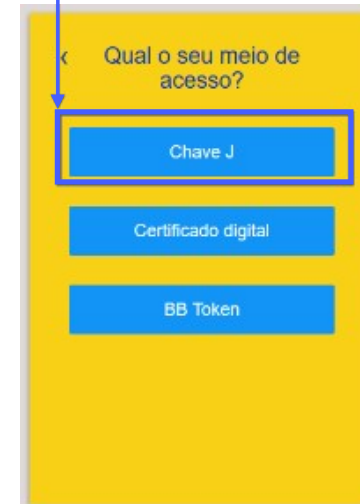 ‹ Qual o seu meio de
acesso?
Chave J
Certificado digital
BB Token